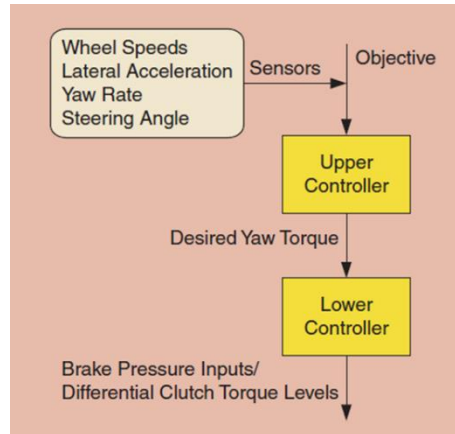 Wheel Speeds
Lateral Acceleration
Yaw Rate
Steering Angle
Sensors
Objective
Upper
Controller
Desired Yaw Torque
Lower
Controller
Brake Pressure Inputs/
Differential Clutch Torque Levels